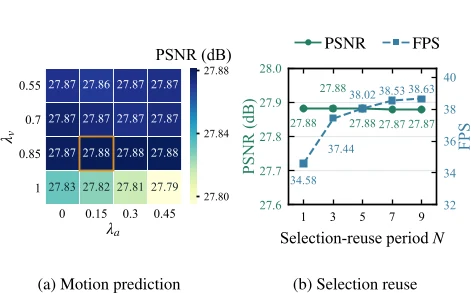 PSNR (dB)
0.55 27.87 27.86 27.87 27.87
0.7 27.87 27.87 27.87 27.87
0.85 27.87 27.88 27.88 27.88
1 27.83 27.82 27.81 27.79
0 0.15 0.3 0.45
λv
λa
27.88
27.84
27.80
(a) Motion prediction
PSNR FPS
28.0
27.9
27.8
27.7
27.6
PSNR (dB)
27.88 27.88 27.88 27.87 27.87
34.58 37.44 38.02 38.53 38.63
40
38
36
34
32
FPS
1 3 5 7 9
Selection-reuse period N
(b) Selection reuse